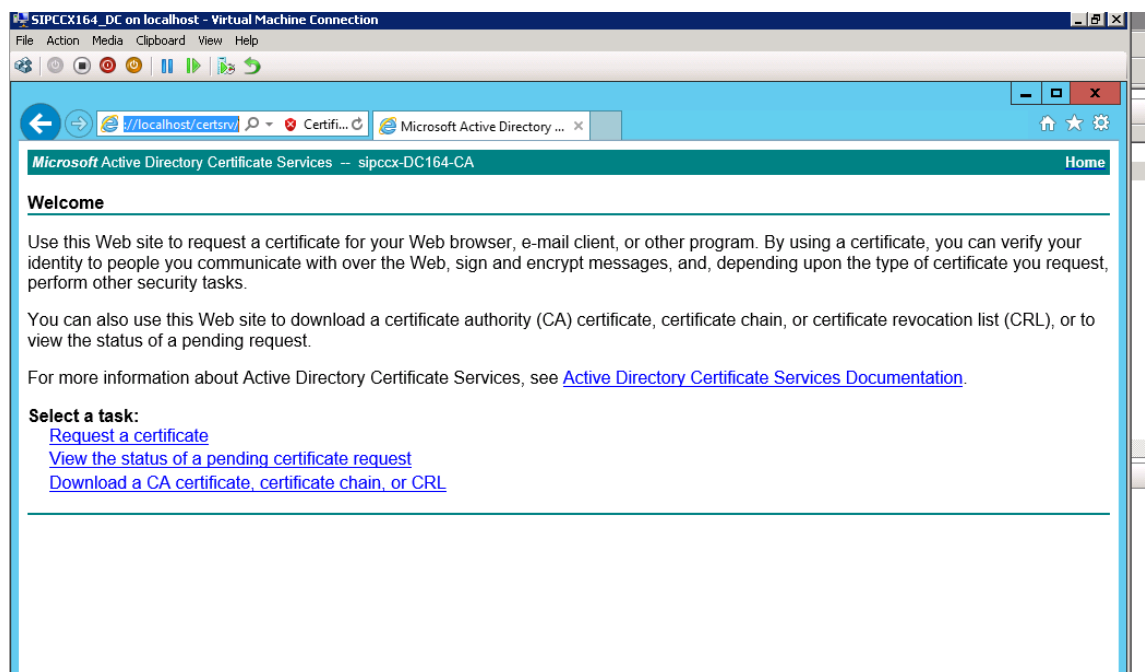 SIPCCX164_DC on localhost - Virtual Machine Connection
File Action Media Clipboard View Help
://localhost/certsrv/ Certifi... Microsoft Active Directory ...
Microsoft Active Directory Certificate Services -- sipccx-DC164-CA Home
Welcome
Use this Web site to request a certificate for your Web browser, e-mail client, or other program. By using a certificate, you can verify your
identity to people you communicate with over the Web, sign and encrypt messages, and, depending upon the type of certificate you request,
perform other security tasks.
You can also use this Web site to download a certificate authority (CA) certificate, certificate chain, or certificate revocation list (CRL), or to
view the status of a pending request.
For more information about Active Directory Certificate Services, see Active Directory Certificate Services Documentation.
Select a task:
Request a certificate
View the status of a pending certificate request
Download a CA certificate, certificate chain, or CRL